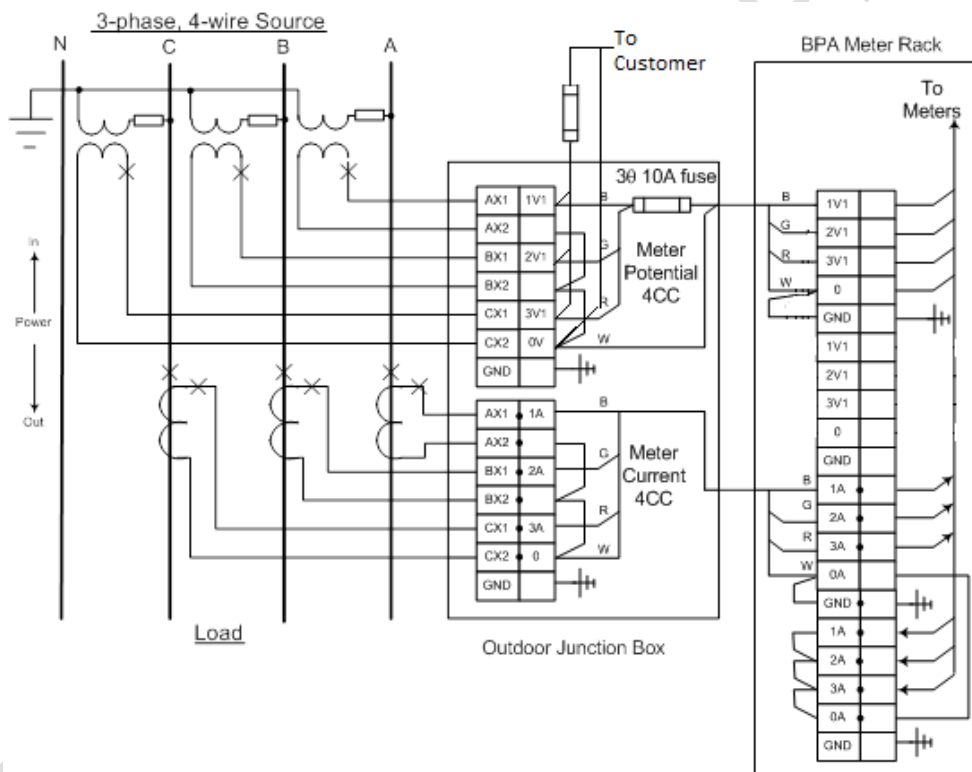 3-phase, 4-wire Source
N
C
B
A
To
Customer
BPA Meter Rack
To
Meters
In
Power
Out
Load
3θ 10A fuse
Meter
Potential
4CC
B
G
R
W
AX1 1V1
AX2
BX1 2V1
BX2
CX1 3V1
CX2 0V
GND
AX1 1A
AX2
BX1 2A
BX2
CX1 3A
CX2 0
GND
B
G
R
W
Meter
Current
4CC
Outdoor Junction Box
B
G
R
W
1V1
2V1
3V1
0
GND
1V1
2V1
3V1
0
GND
B
G
R
W
1A
2A
3A
0A
GND
1A
2A
3A
0A
GND